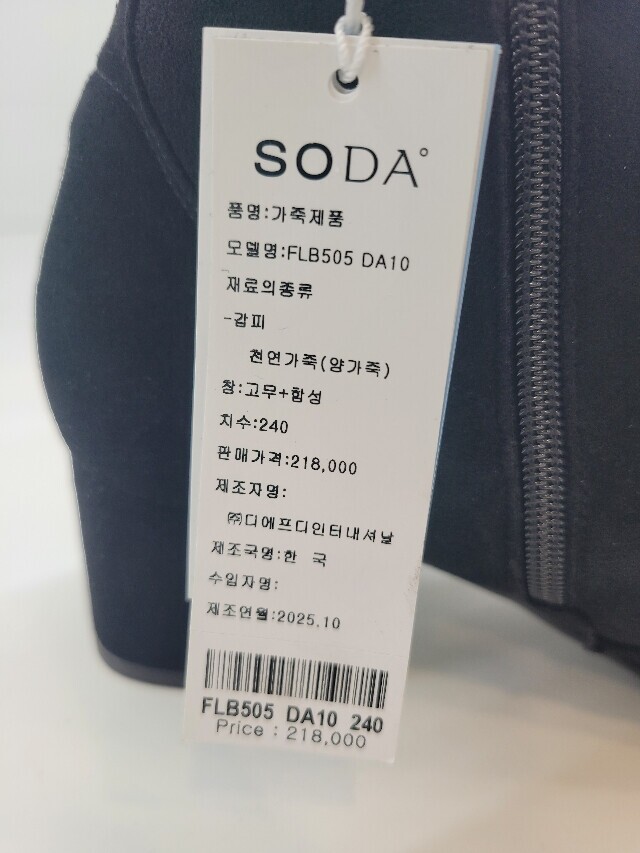 SODA°
품명:가죽제품
모델명:FLB505 DA10
재료의종류
-갑피
천연가죽(양가죽)
창:고무+합성
치수:240
판매가격:218,000
제조자명:
㈜디에프디인터내셔날
제조국명:한 국
수입자명:
제조연월:2025.10
FLB505 DA10 240
Price : 218,000